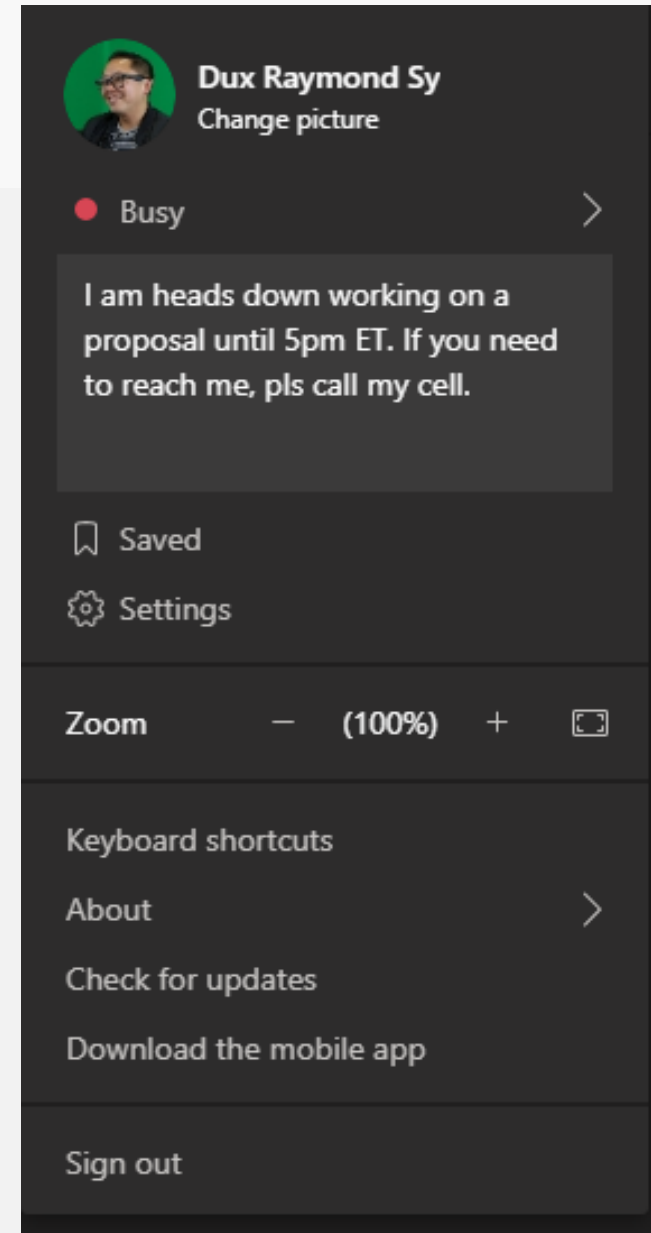 Dux Raymond Sy
Change picture
Busy
I am heads down working on a
proposal until 5pm ET. If you need
to reach me, pls call my cell.
Saved
Settings
Zoom − (100%) +
Keyboard shortcuts
About
Check for updates
Download the mobile app
Sign out